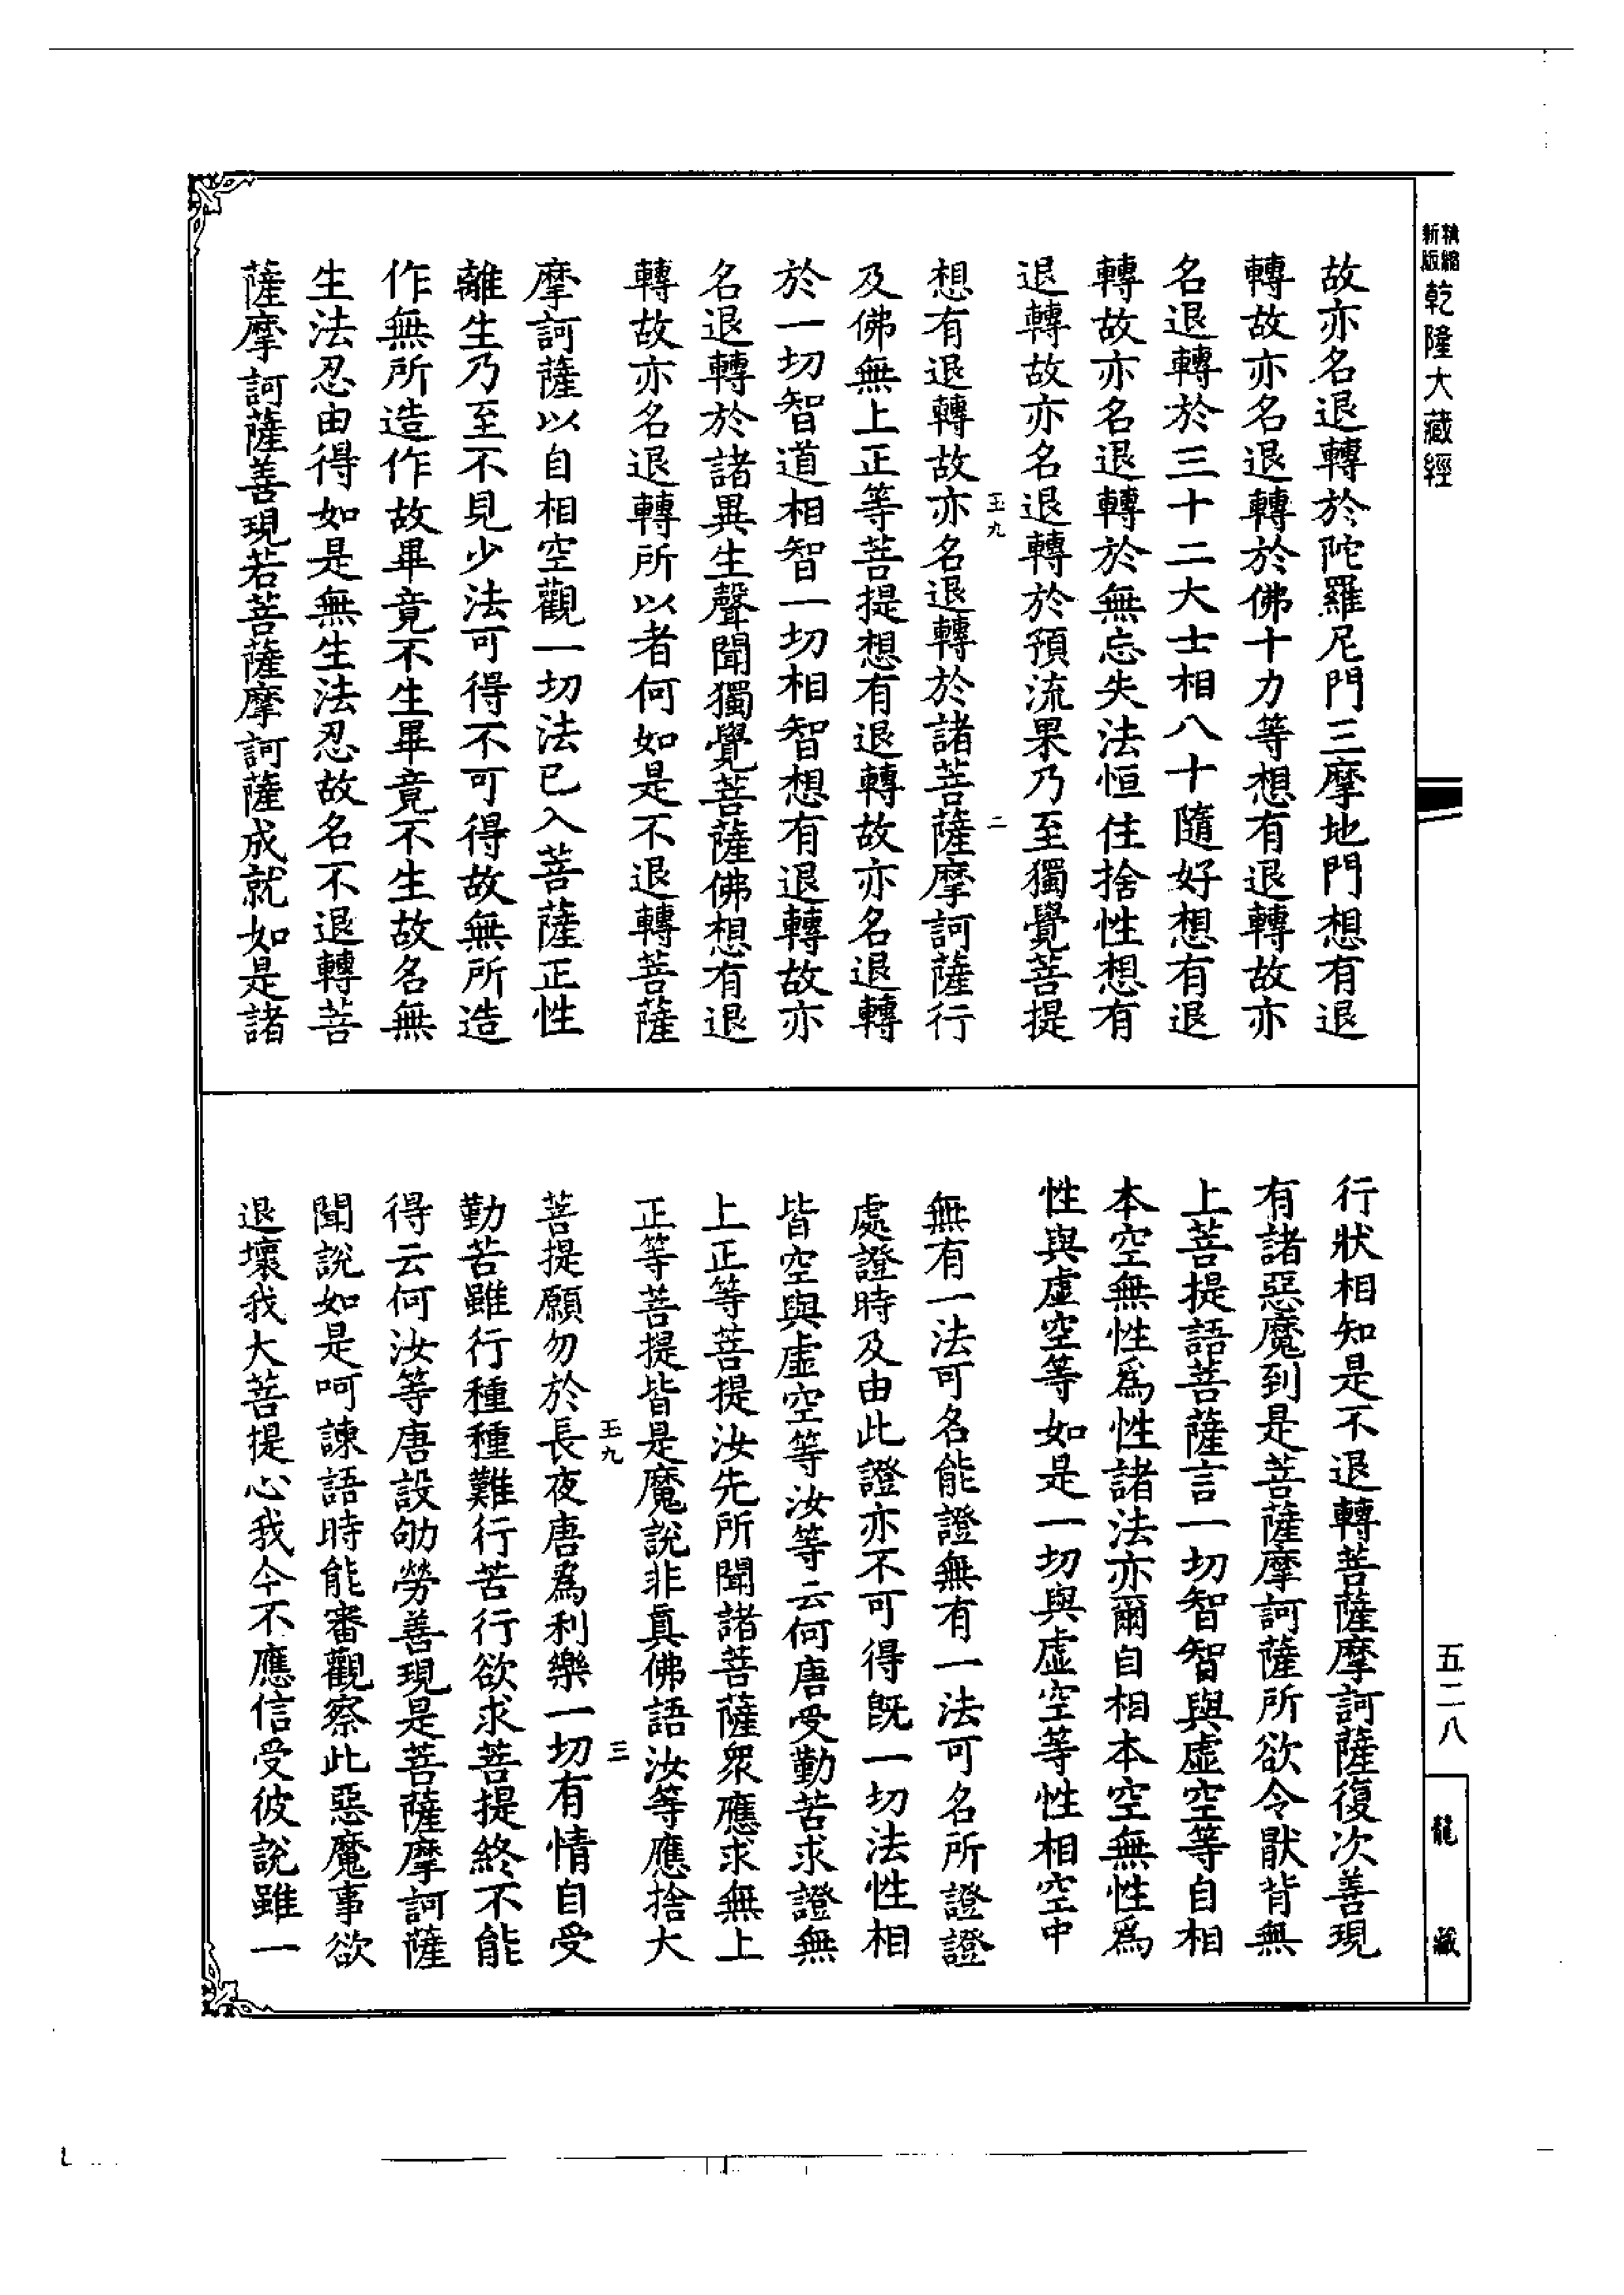 新版
精縮
乾隆大藏經
故亦名退轉於陀羅尼門三摩地門想有退
轉故亦名退轉於佛十力等想有退轉故亦
名退轉於三十二大士相八十隨好想有退
轉故亦名退轉於無忘失法恒住捨性想有
退轉故亦名退轉於預流果乃至獨覺菩提
玉九
二
想有退轉故亦名退轉於諸菩薩摩訶薩行
及佛無上正等菩提想有退轉故亦名退轉
於一切智道相智一切相智想有退轉故亦
名退轉於諸異生聲聞獨覺菩薩佛想有退
轉故亦名退轉所以者何如是不退轉菩薩
摩訶薩以自相空觀一切法已入菩薩正性
離生乃至不見少法可得不可得故無所造
作無所造作故畢竟不生畢竟不生故名無
生法忍由得如是無生法忍故名不退轉菩
薩摩訶薩善現若菩薩摩訶薩成就如是諸
行狀相知是不退轉菩薩摩訶薩復次善現
有諸惡魔到是菩薩摩訶薩所欲令厭背無
上菩提語菩薩言一切智智與虛空等自相
本空無性爲性諸法亦爾自相本空無性爲
性與虛空等如是一切與虛空等性相空中
無有一法可名能證無有一法可名所證證
處證時及由此證亦不可得旣一切法性相
皆空與虛空等汝等云何唐受勤苦求證無
上正等菩提汝先所聞諸菩薩眾應求無上
正等菩提皆是魔說非眞佛語汝等應捨大
玉九
三
菩提願勿於長夜唐爲利樂一切有情自受
勤苦雖行種種難行苦行欲求菩提終不能
得云何汝等唐設劬勞善現是菩薩摩訶薩
聞說如是呵諫語時能審觀察此惡魔事欲
退壞我大菩提心我今不應信受彼說雖一
五二八
龍藏